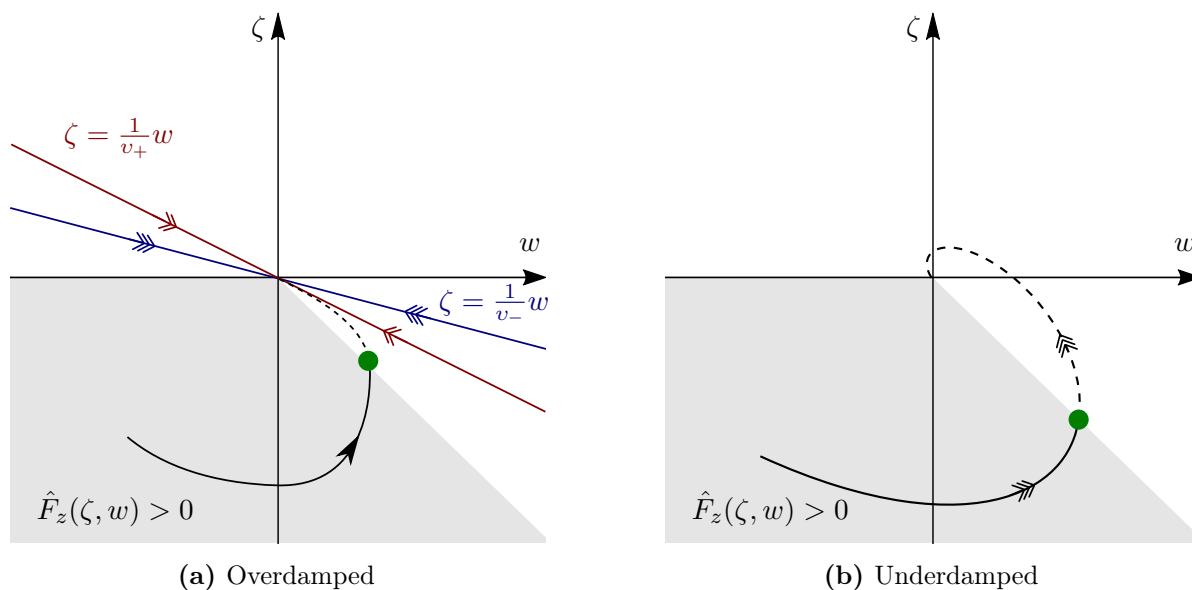 ζ
ζ = 1/υ₊ w
w
ζ = 1/υ₋ w
F̂_z(ζ, w) > 0
(a) Overdamped
ζ
w
F̂_z(ζ, w) > 0
(b) Underdamped